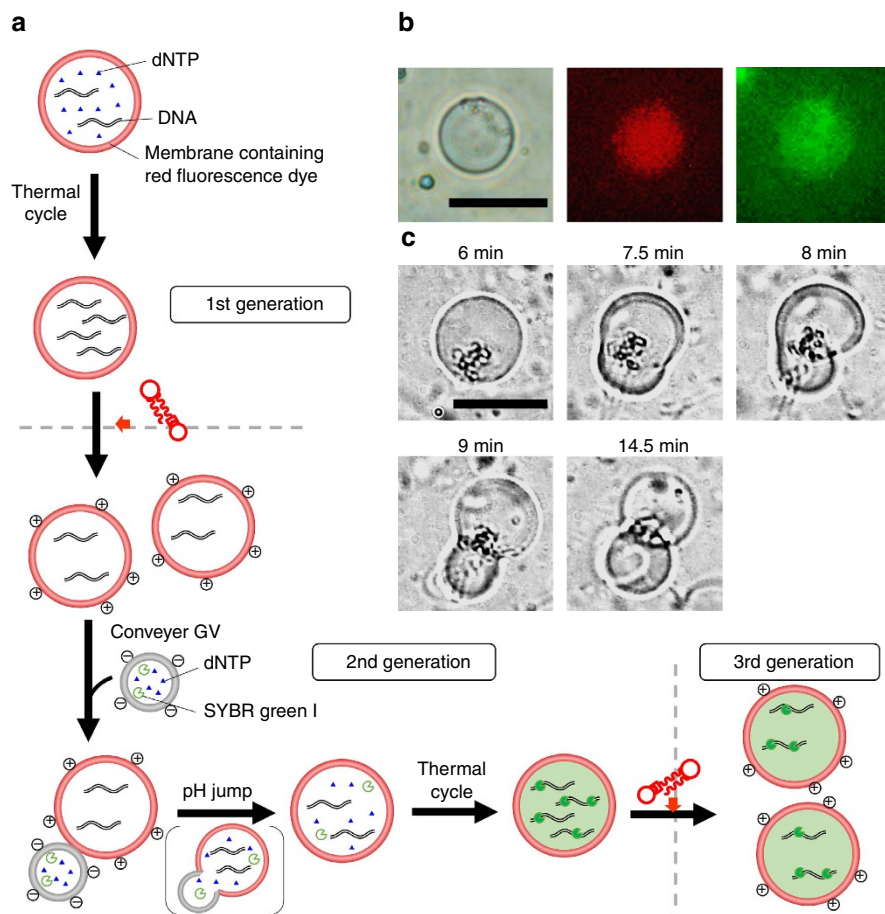 a
dNTP
DNA
Membrane containing
red fluorescence dye
Thermal
cycle
1st generation
Conveyer GV
dNTP
SYBR green I
2nd generation
pH jump
Thermal
cycle
3rd generation
b
c
6 min
7.5 min
8 min
9 min
14.5 min